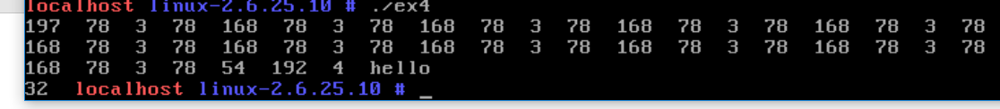 localhost linux-2.6.25.10 # ./ex4
197 78 3 78 168 78 3 78 168 78 3 78 168 78 3 78 168 78 3 78
168 78 3 78 168 78 3 78 168 78 3 78 168 78 3 78 168 78 3 78
168 78 3 78 54 192 4 hello
32 localhost linux-2.6.25.10 # _